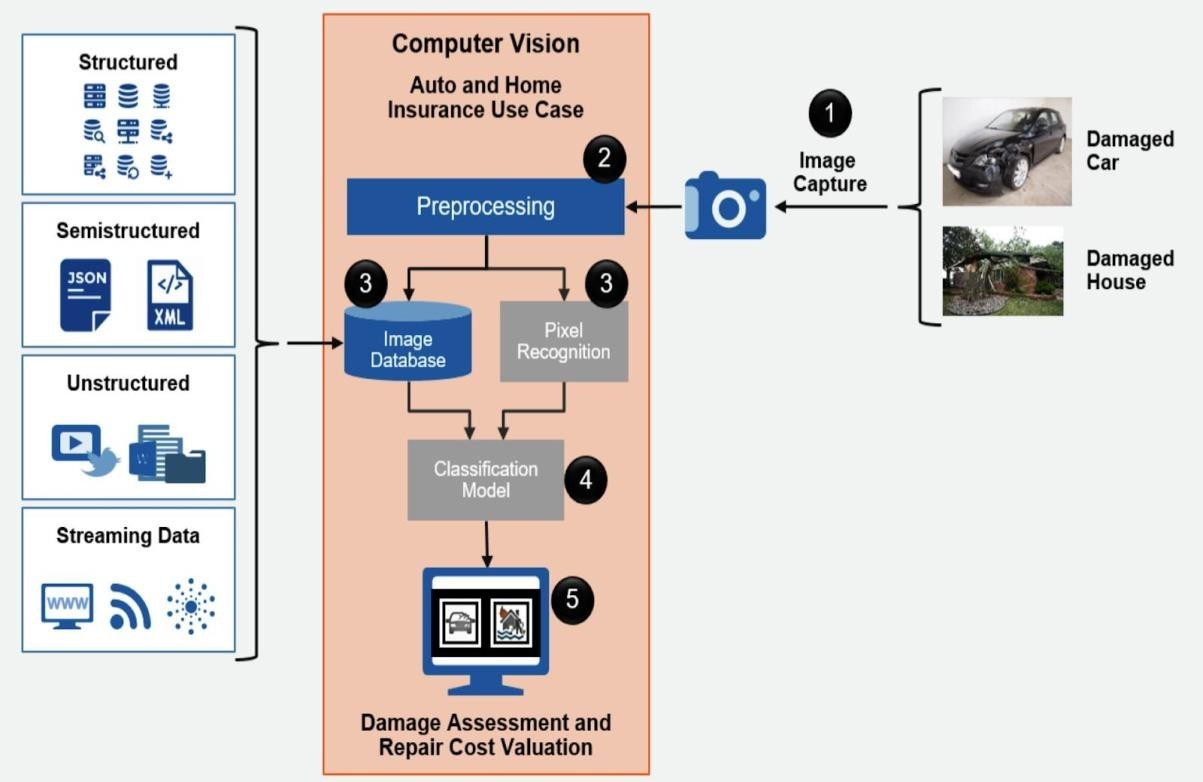 Structured
Semistructured
JSON
</>
XML
Unstructured
W
Streaming Data
WWW
Computer Vision
Auto and Home
Insurance Use Case
2
Preprocessing
3
Image
Database
3
Pixel
Recognition
Classification
Model
4
5
Damage Assessment and
Repair Cost Valuation
1
Image
Capture
Damaged
Car
Damaged
House